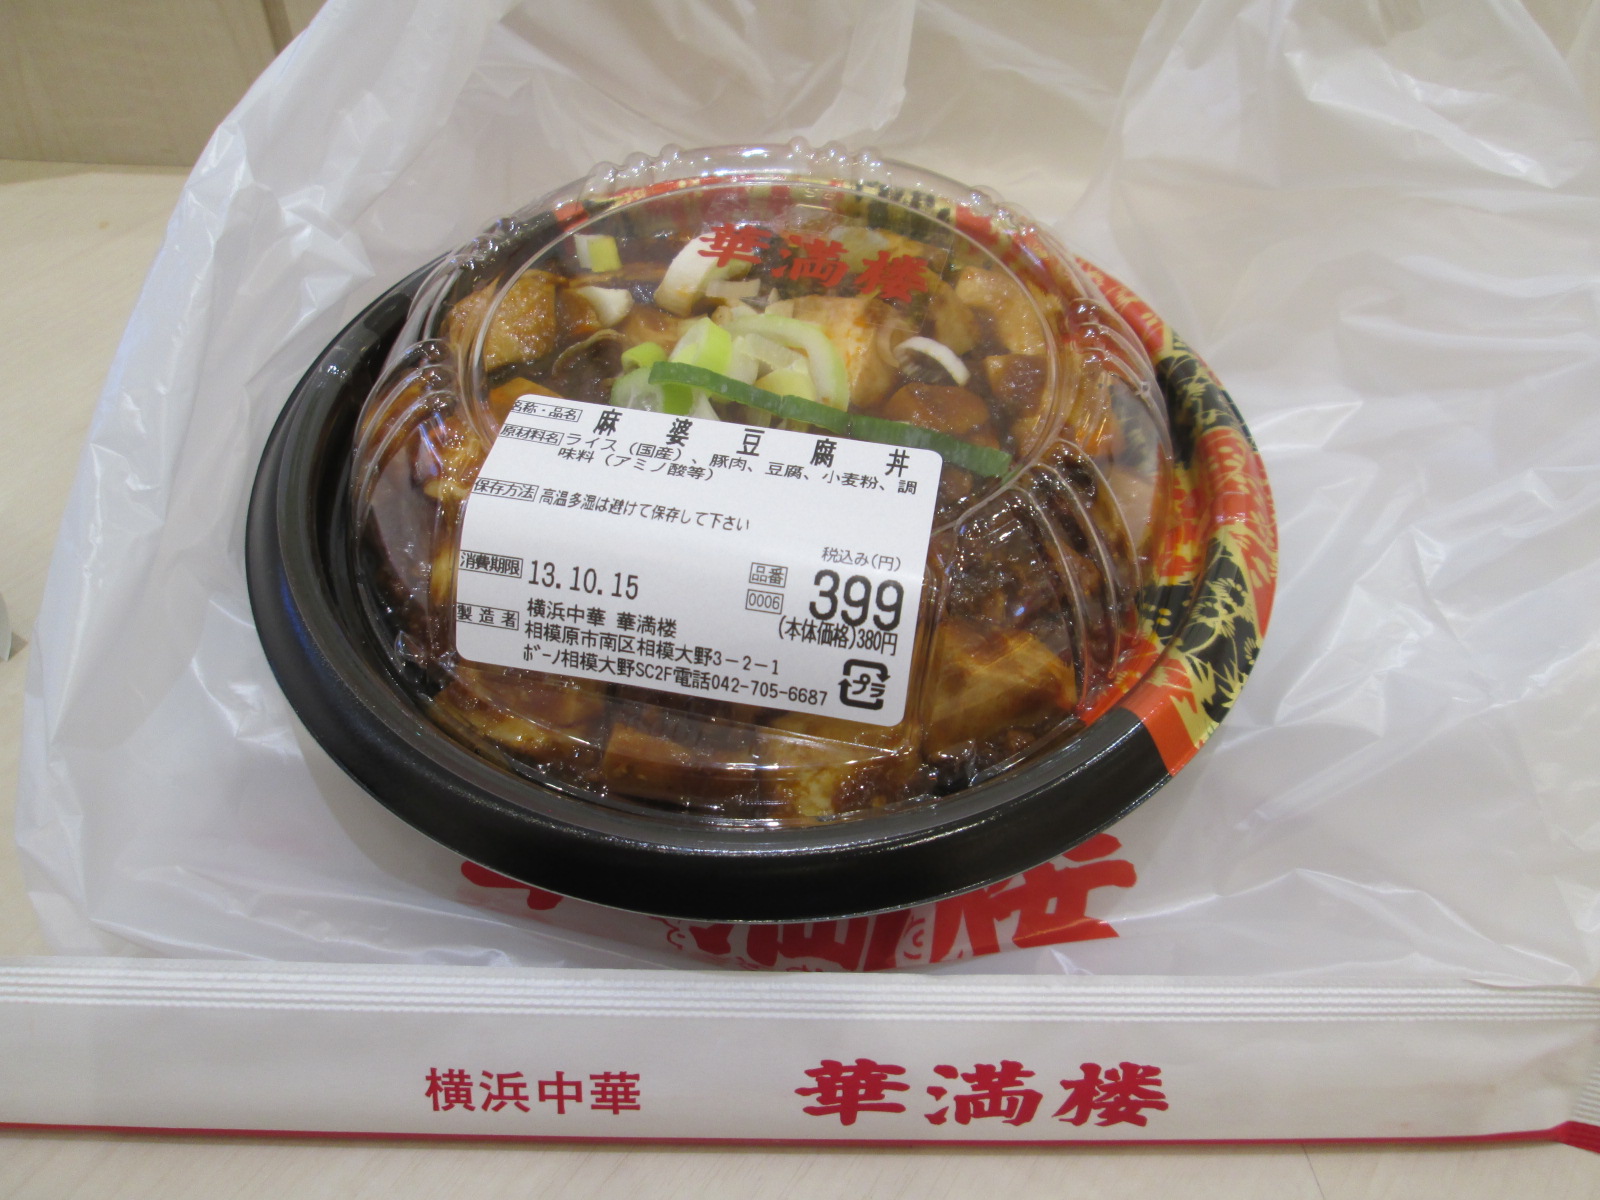 華満楼
名称・品名 麻婆豆腐丼
原材料名 ライス（国産）、豚肉、豆腐、小麦粉、調
味料（アミノ酸等）
保存方法 高温多湿は避けて保存して下さい
税込み(円)
消費期限 13.10.15 品番 399
0006 (本体価格)380円
製造者 横浜中華 華満楼
相模原市南区相模大野3-2-1
ボーノ相模大野SC2F電話042-705-6687
プラ
横浜中華 華満楼